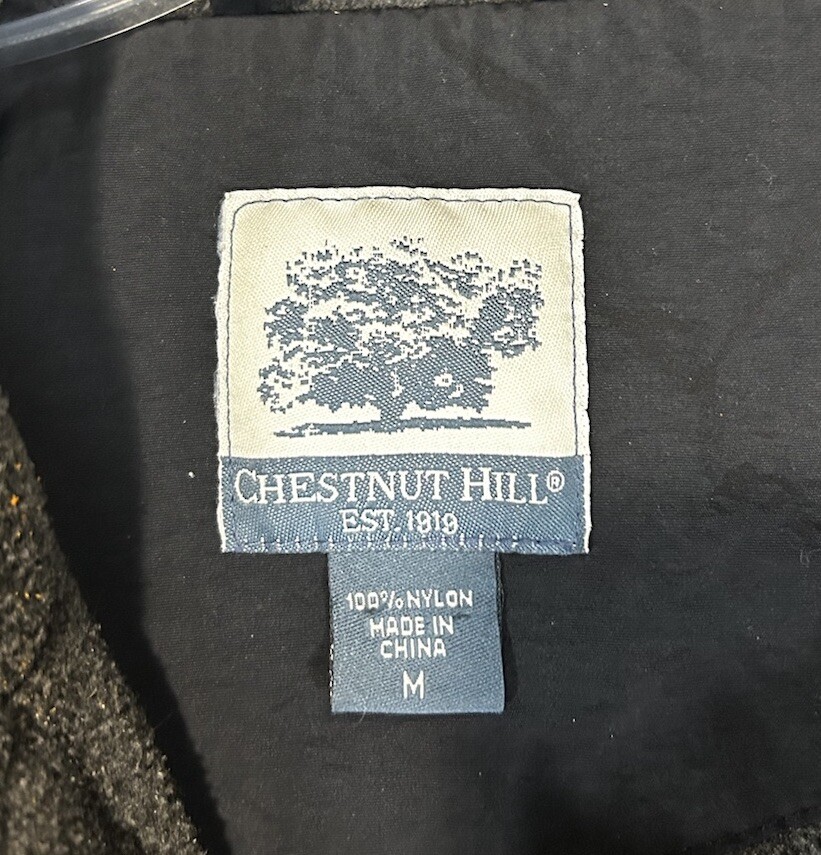 CHESTNUT HILL®
EST. 1919
100% NYLON
MADE IN
CHINA
M